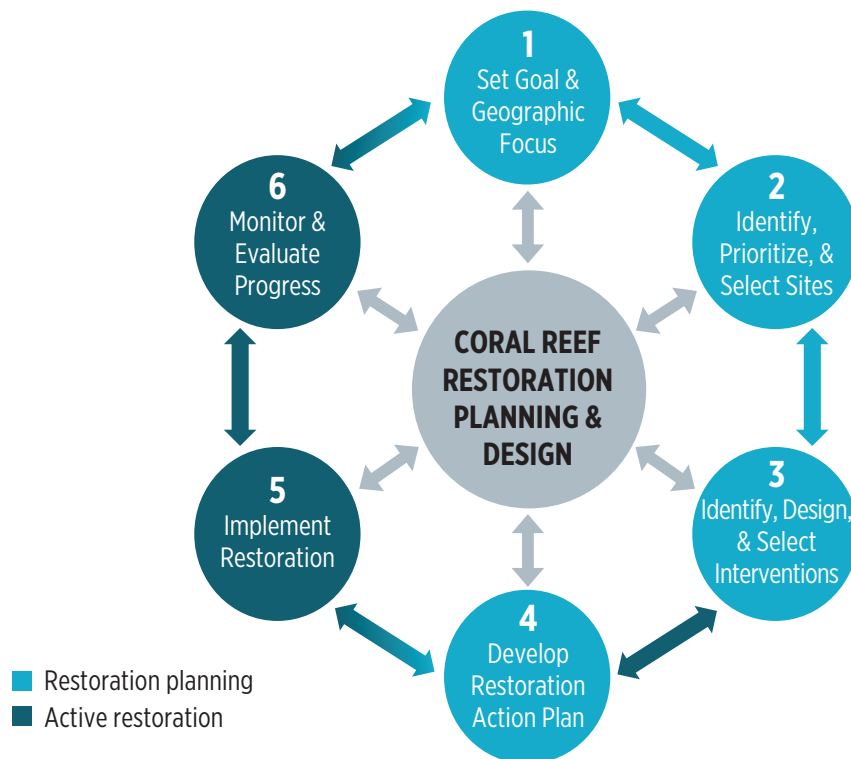 1
Set Goal &
Geographic
Focus
2
Identify,
Prioritize, &
Select Sites
3
Identify, Design,
& Select
Interventions
4
Develop
Restoration
Action Plan
5
Implement
Restoration
6
Monitor &
Evaluate
Progress
CORAL REEF
RESTORATION
PLANNING &
DESIGN
Restoration planning
Active restoration